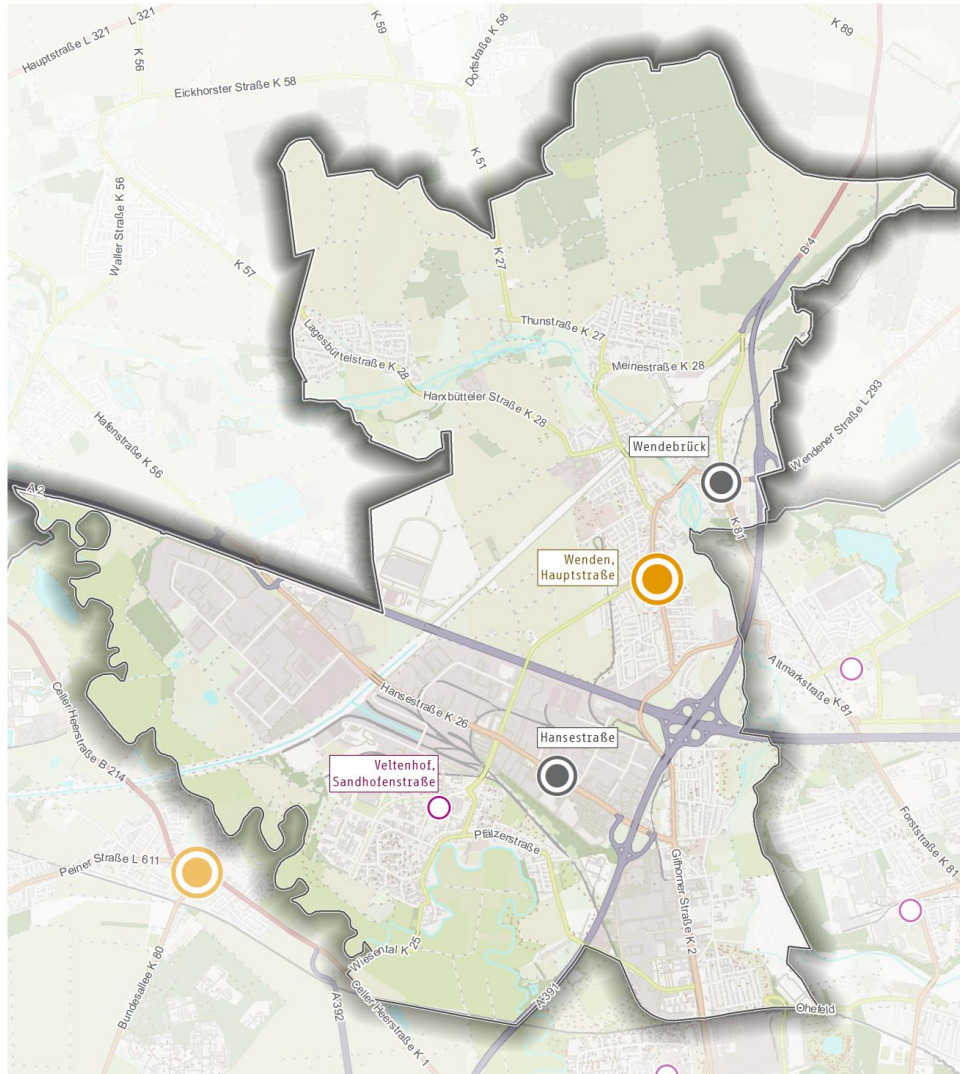 Hauptstraße L 321
L 321
K 56
K 59
Dorfstraße K 58
K 89
Eickhorster Straße K 58
K 51
Waller Straße K 56
K 57
K 27
B 4
Lagesbüttelstraße K 28
Thunstraße K 27
Meinestraße K 28
Harxbütteler Straße K 28
Hafenstraße K 56
Wendebrück
Wendener Straße L 293
A 2
K 81
Wenden,
Hauptstraße
Hansestraße K 26
Altmarkstraße K 81
Celler Heerstraße B 214
Hansestraße
Veltenhof,
Sandhofenstraße
Pfälzerstraße
Peiner Straße L 611
Forststraße K 81
Gifhorner Straße K 2
Wiesental K 25
Bundesallee K 80
A 392
Celler Heerstraße K 1
A 391
Ohefeld